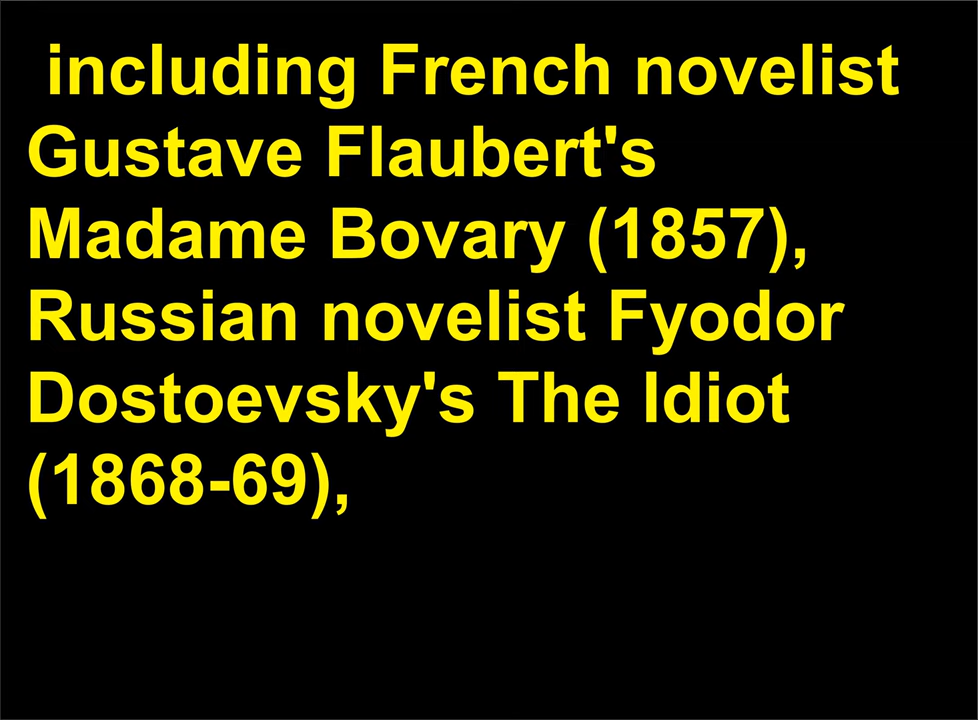 including French novelist
Gustave Flaubert's
Madame Bovary (1857),
Russian novelist Fyodor
Dostoevsky's The Idiot
(1868-69),